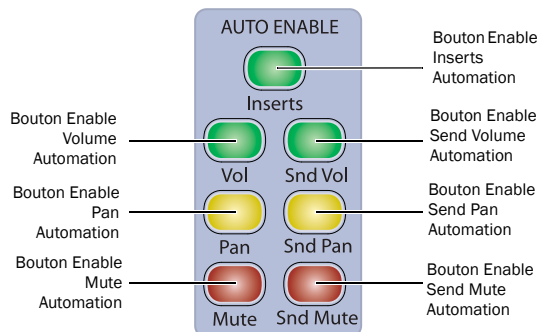 AUTO ENABLE
Bouton Enable
Inserts
Automation
Inserts
Bouton Enable
Volume
Automation
Bouton Enable
Send Volume
Automation
Vol
Snd Vol
Bouton Enable
Pan
Automation
Bouton Enable
Send Pan
Automation
Pan
Snd Pan
Bouton Enable
Mute
Automation
Bouton Enable
Send Mute
Automation
Mute
Snd Mute